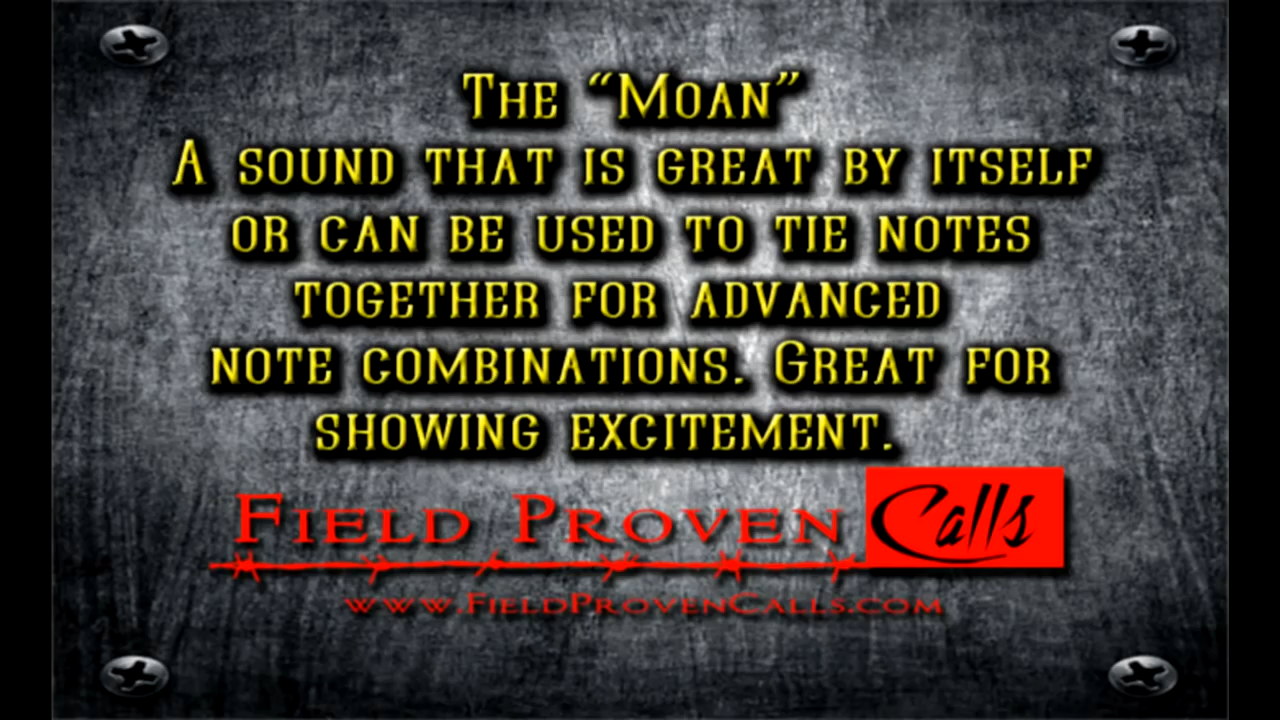 The “Moan”
A sound that is great by itself
or can be used to tie notes
together for advanced
note combinations. Great for
showing excitement.
Field Proven Calls
www.FieldProvenCalls.com